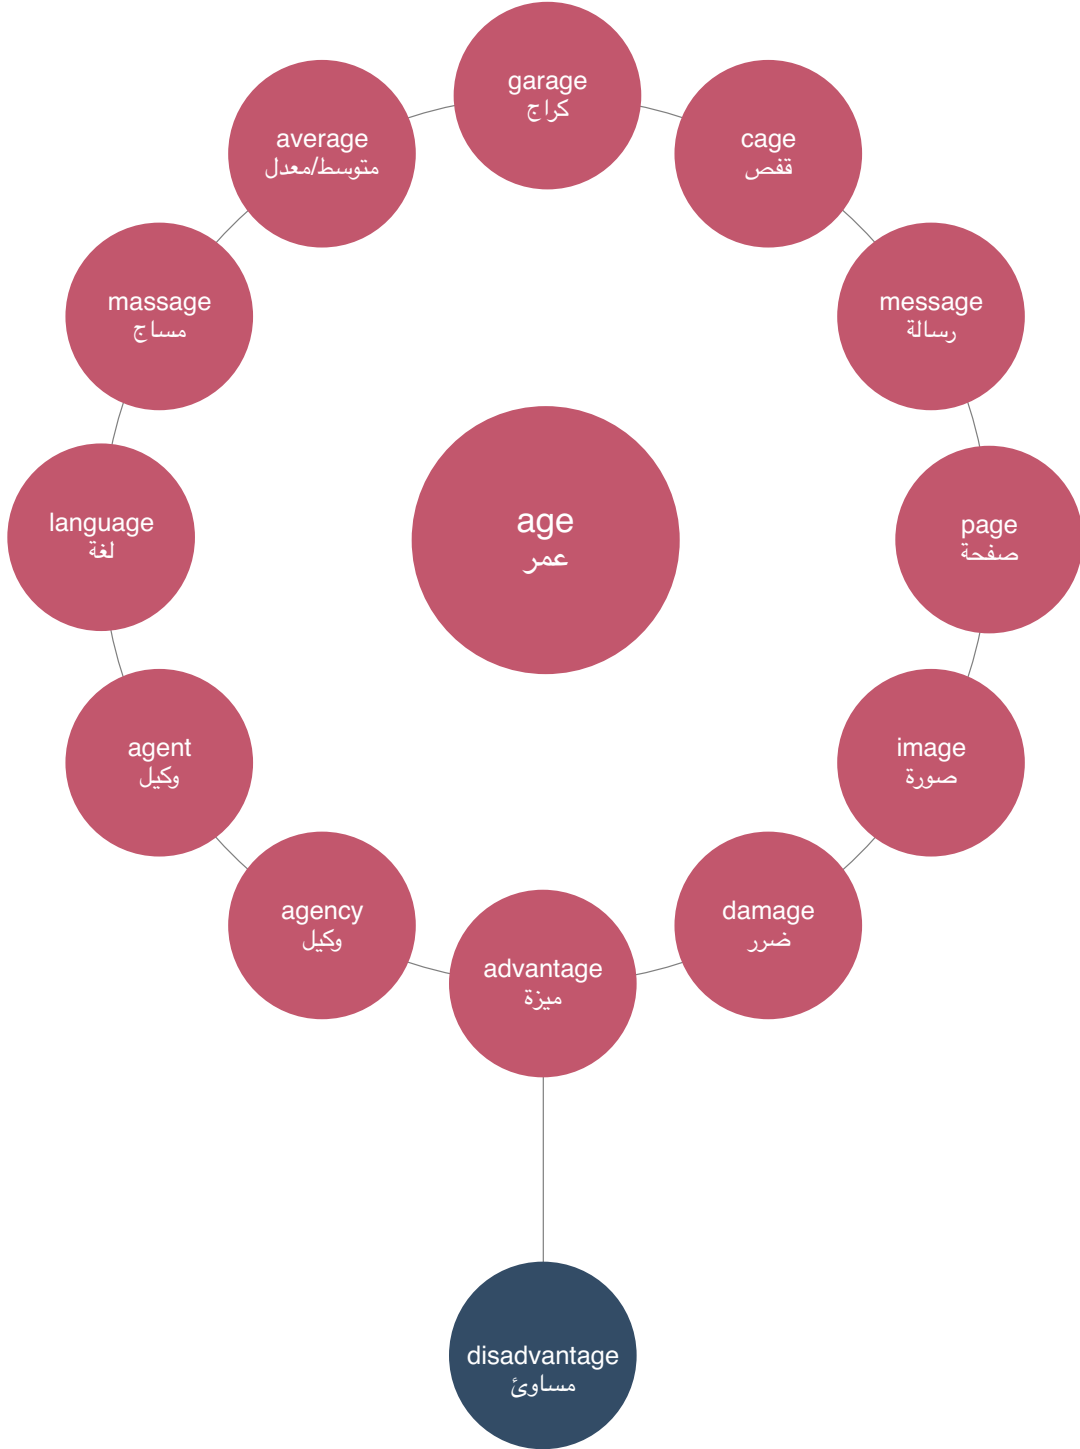 garage
كراج
average
متوسط/معدل
cage
قفص
massage
مساج
message
رسالة
age
عمر
language
لغة
page
صفحة
agent
وكيل
image
صورة
agency
وكيل
damage
ضرر
advantage
ميزة
disadvantage
مساوئ